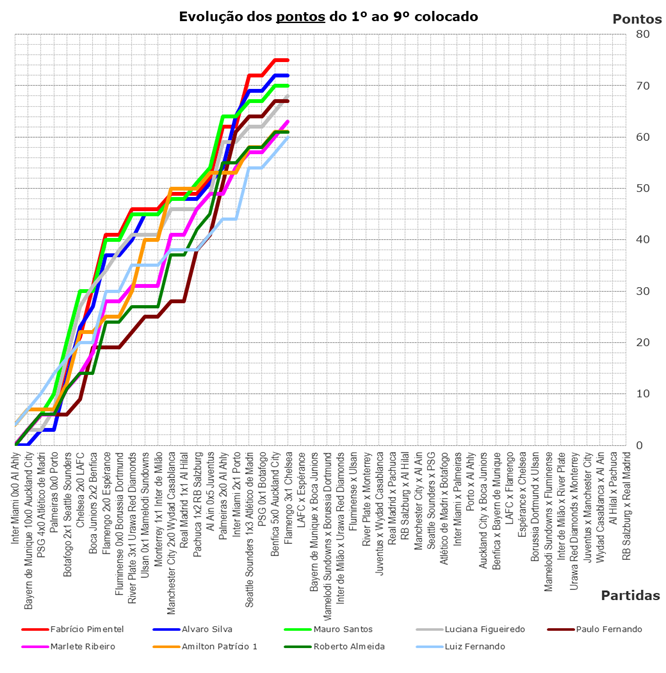 Evolução dos pontos do 1º ao 9º colocado
Pontos
80
70
60
50
40
30
20
10
0
Inter Miami 0x0 Al Ahly
Bayern de Munique 10x0 Auckland City
PSG 4x0 Atlético de Madri
Palmeiras 0x0 Porto
Botafogo 2x1 Seattle Sounders
Chelsea 2x0 LAFC
Boca Juniors 2x2 Benfica
Flamengo 2x0 Espérance
Fluminense 0x0 Borussia Dortmund
River Plate 3x1 Urawa Red Diamonds
Ulsan 0x1 Mamelodi Sundowns
Monterrey 1x1 Inter de Milão
Manchester City 2x0 Wydad Casablanca
Real Madrid 1x1 Al Hilal
Pachuca 1x2 RB Salzburg
Al Ain 0x5 Juventus
Palmeiras 2x0 Al Ahly
Inter Miami 2x1 Porto
Seattle Sounders 1x3 Atlético de Madri
PSG 0x1 Botafogo
Benfica 5x0 Auckland City
Flamengo 3x1 Chelsea
LAFC x Espérance
Bayern de Munique x Boca Juniors
Mamelodi Sundowns x Borussia Dortmund
Inter de Milão x Urawa Red Diamonds
Fluminense x Ulsan
River Plate x Monterrey
Juventus x Wydad Casablanca
Real Madrid x Pachuca
RB Salzburg x Al Hilal
Manchester City x Al Ain
Seattle Sounders x PSG
Atlético de Madri x Botafogo
Inter Miami x Palmeiras
Porto x Al Ahly
Auckland City x Boca Juniors
Benfica x Bayern de Munique
LAFC x Flamengo
Espérance x Chelsea
Borussia Dortmund x Ulsan
Mamelodi Sundowns x Fluminense
Inter de Milão x River Plate
Urawa Red Diamonds x Monterrey
Juventus x Manchester City
Wydad Casablanca x Al Ain
Al Hilal x Pachuca
RB Salzburg x Real Madrid
Partidas
Fabrício Pimentel
Alvaro Silva
Mauro Santos
Luciana Figueiredo
Paulo Fernando
Marlete Ribeiro
Amilton Patrício 1
Roberto Almeida
Luiz Fernando